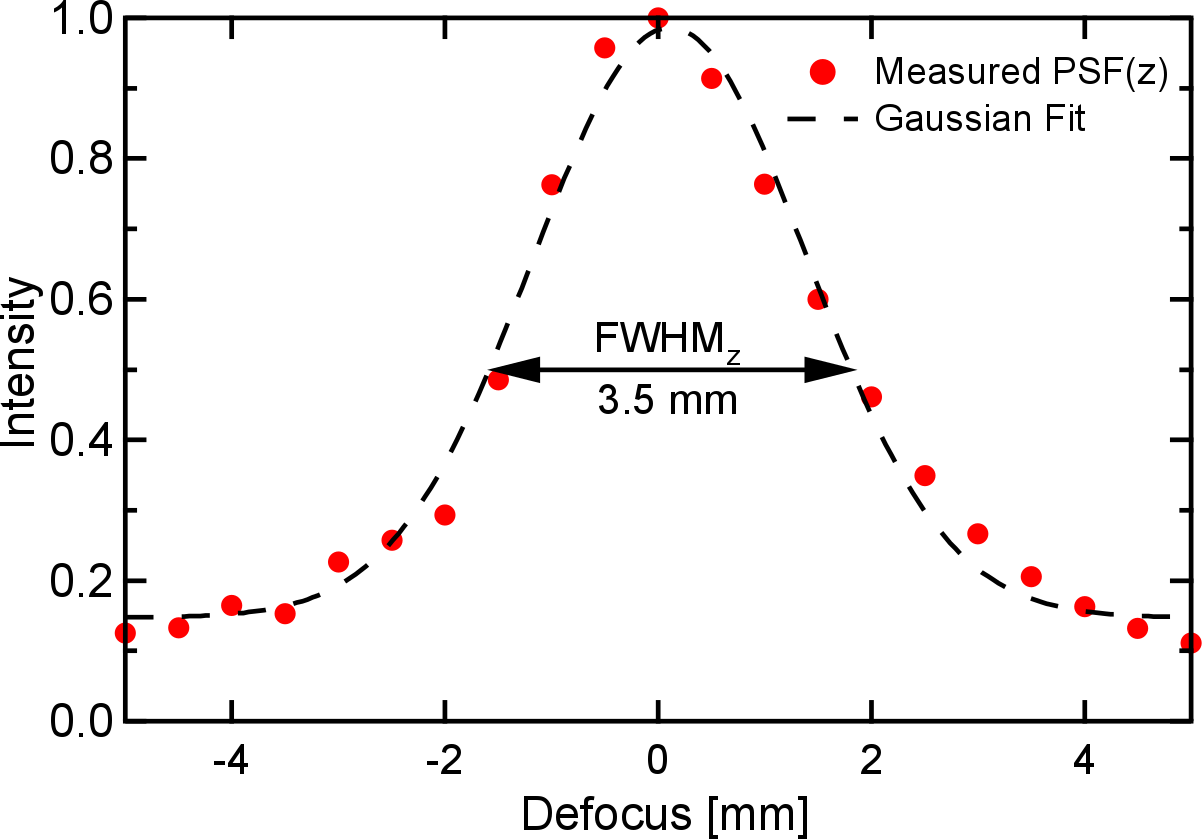 1.0
0.8
0.6
0.4
0.2
0.0
Intensity
Measured PSF(z)
Gaussian Fit
FWHMz
3.5 mm
-4 -2 0 2 4
Defocus [mm]